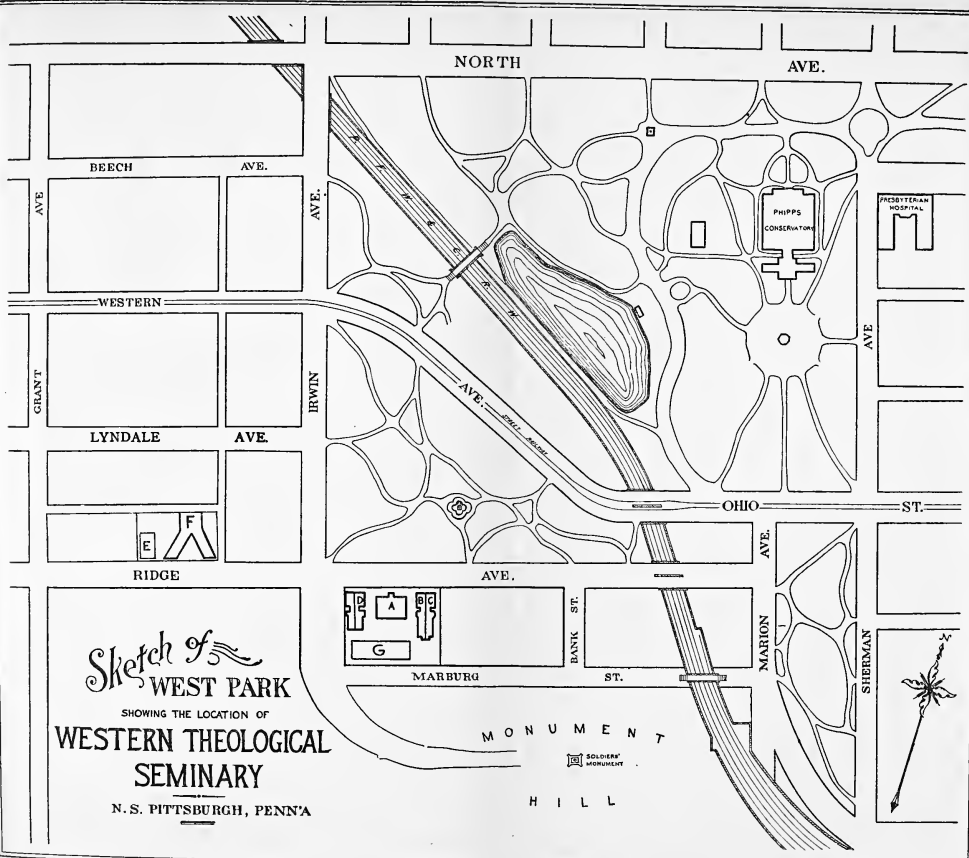 NORTH AVE.
BEECH AVE.
AVE
AVE.
PHIPPS
CONSERVATORY
PRESBYTERIAN
HOSPITAL
WESTERN AVE.
STREET RAILWAY
GRANT
IRWIN
AVE
LYNDALE AVE.
OHIO ST.
F
E
AVE.
RIDGE AVE.
D
A
B C
G
BANK ST.
MARION
SHERMAN
N
MARBURG ST.
Sketch of
WEST PARK
SHOWING THE LOCATION OF
WESTERN THEOLOGICAL
SEMINARY
N.S. PITTSBURGH, PENN'A
MONUMENT
SOLDIERS'
MONUMENT
HILL